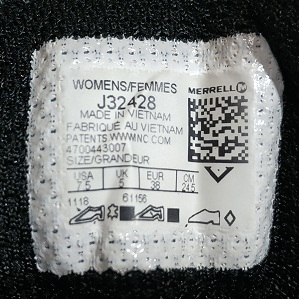 WOMENS/FEMMES
MERRELL
J32428
MADE IN VIETNAM
FABRIQUÉ AU VIETNAM
PATENTS WWWINC.COM
4700443007
SIZE/GRANDEUR
USA UK EUR CM
7.5 5 38 24.5
1118 61156